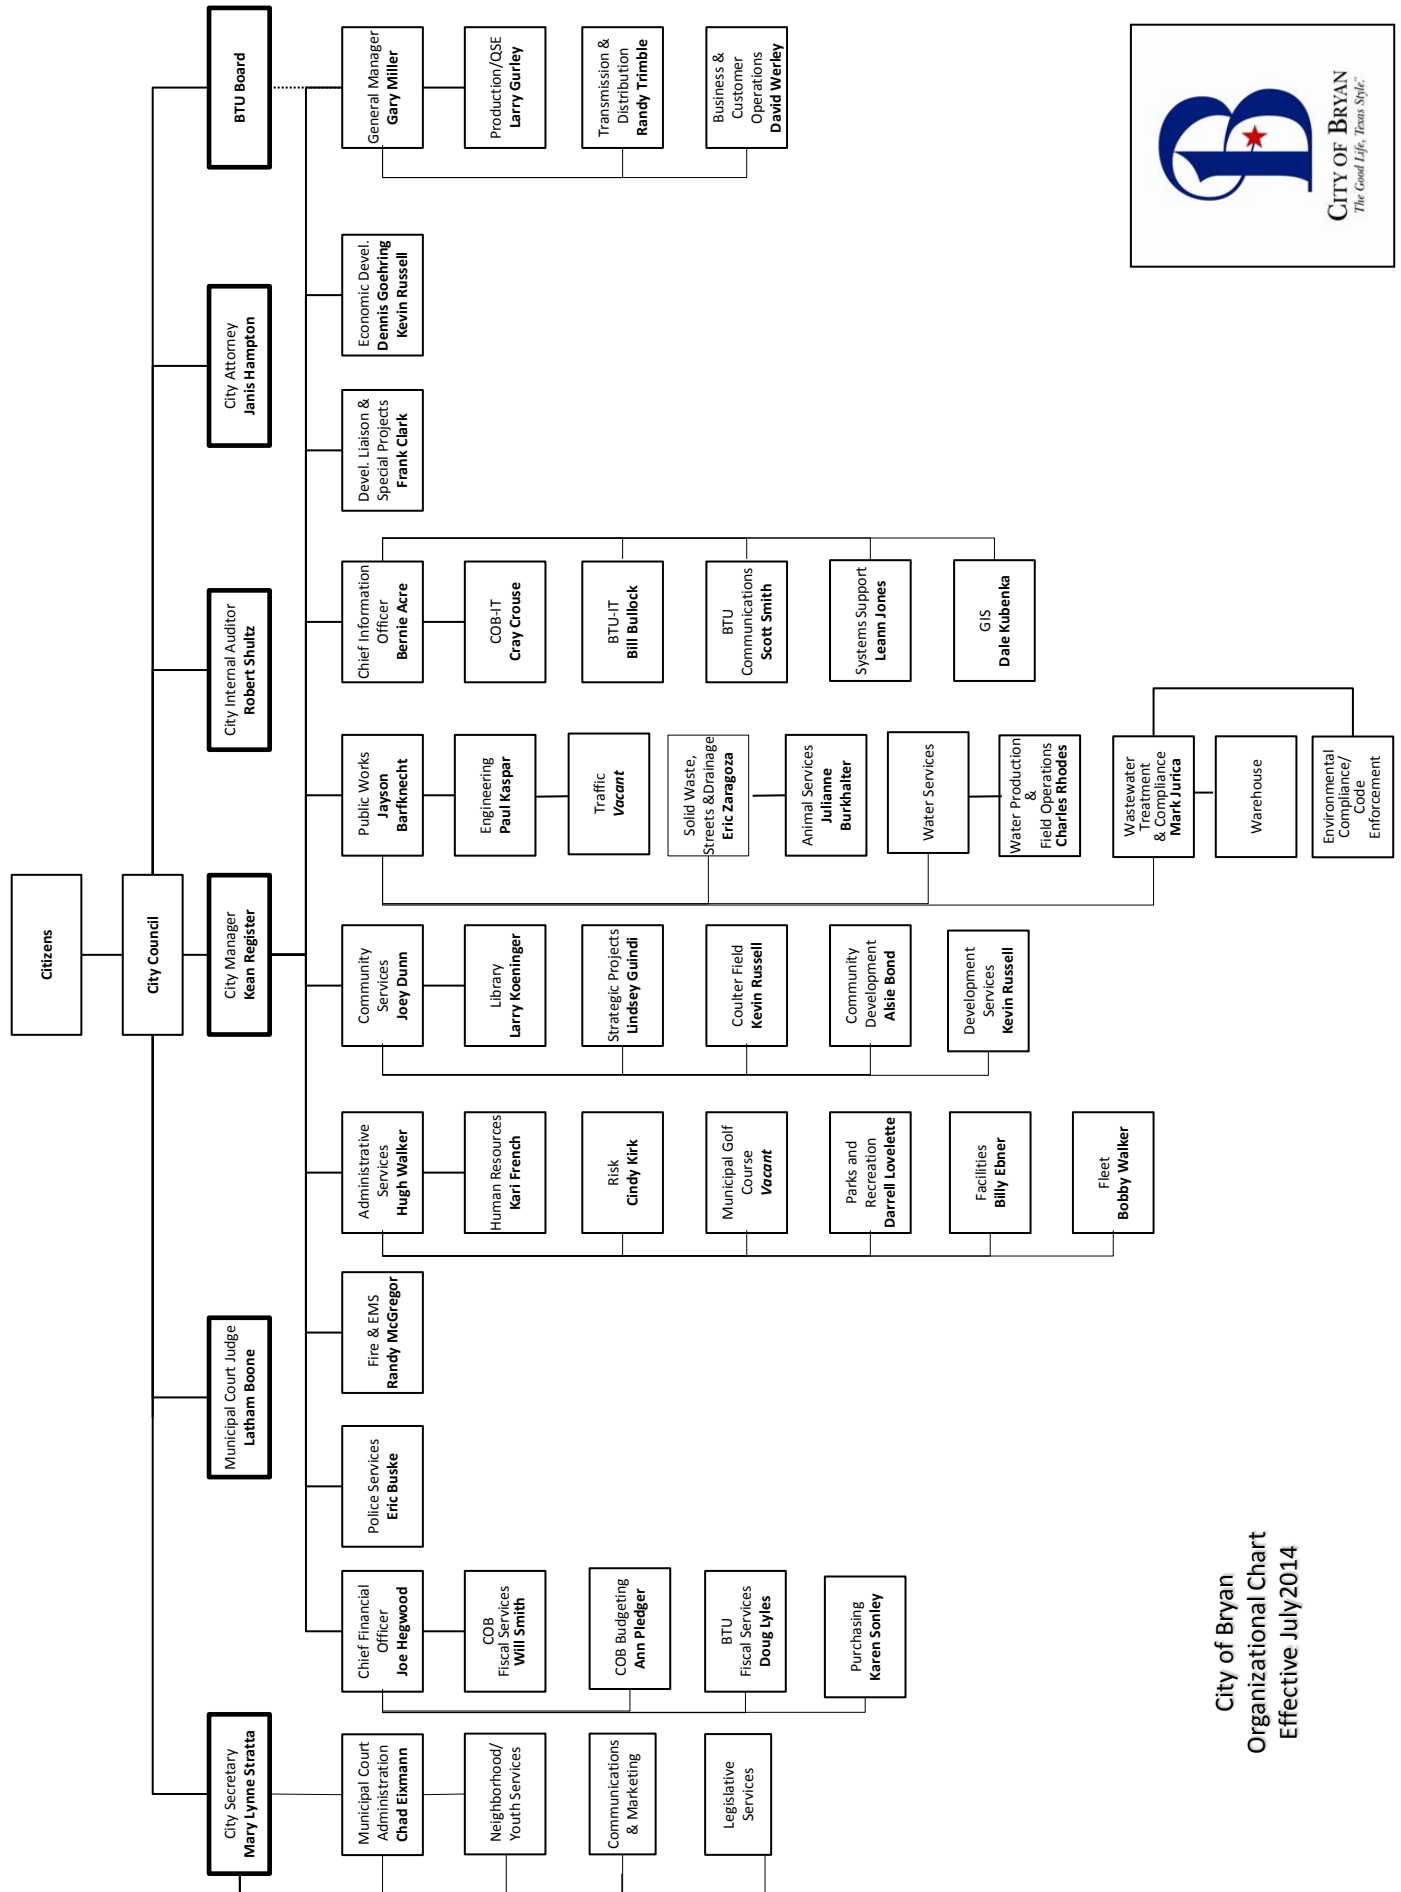 Citizens
City Council
City Secretary
Mary Lynne Stratta
Municipal Court Judge
Latham Boone
City Manager
Kean Register
City Internal Auditor
Robert Shultz
City Attorney
Janis Hampton
BTU Board
Municipal Court
Administration
Chad Eixmann
Neighborhood/
Youth Services
Communications
& Marketing
Legislative
Services
Chief Financial
Officer
Joe Hegwood
COB
Fiscal Services
Will Smith
COB Budgeting
Ann Pledger
BTU
Fiscal Services
Doug Lyles
Purchasing
Karen Sonley
Police Services
Eric Buske
Fire & EMS
Randy McGregor
Administrative
Services
Hugh Walker
Human Resources
Kari French
Risk
Cindy Kirk
Municipal Golf
Course
Vacant
Parks and
Recreation
Darrell Lovelette
Facilities
Billy Ebner
Fleet
Bobby Walker
Community
Services
Joey Dunn
Library
Larry Koeninger
Strategic Projects
Lindsey Guindi
Coulter Field
Kevin Russell
Community
Development
Alsie Bond
Development
Services
Kevin Russell
Public Works
Jayson
Barfknecht
Engineering
Paul Kaspar
Traffic
Vacant
Solid Waste,
Streets &Drainage
Eric Zaragoza
Animal Services
Julianne
Burkhalter
Water Services
Water Production
&
Field Operations
Charles Rhodes
Wastewater
Treatment
& Compliance
Mark Jurica
Warehouse
Environmental
Compliance/
Code
Enforcement
Chief Information
Officer
Bernie Acre
COB-IT
Cray Crouse
BTU-IT
Bill Bullock
BTU
Communications
Scott Smith
Systems Support
Leann Jones
GIS
Dale Kubenka
Devel. Liaison &
Special Projects
Frank Clark
Economic Devel.
Dennis Goehring
Kevin Russell
General Manager
Gary Miller
Production/QSE
Larry Gurley
Transmission &
Distribution
Randy Trimble
Business &
Customer
Operations
David Werley
City of Bryan
Organizational Chart
Effective July2014
B
CITY OF BRYAN
The Good Life, Texas Style.™